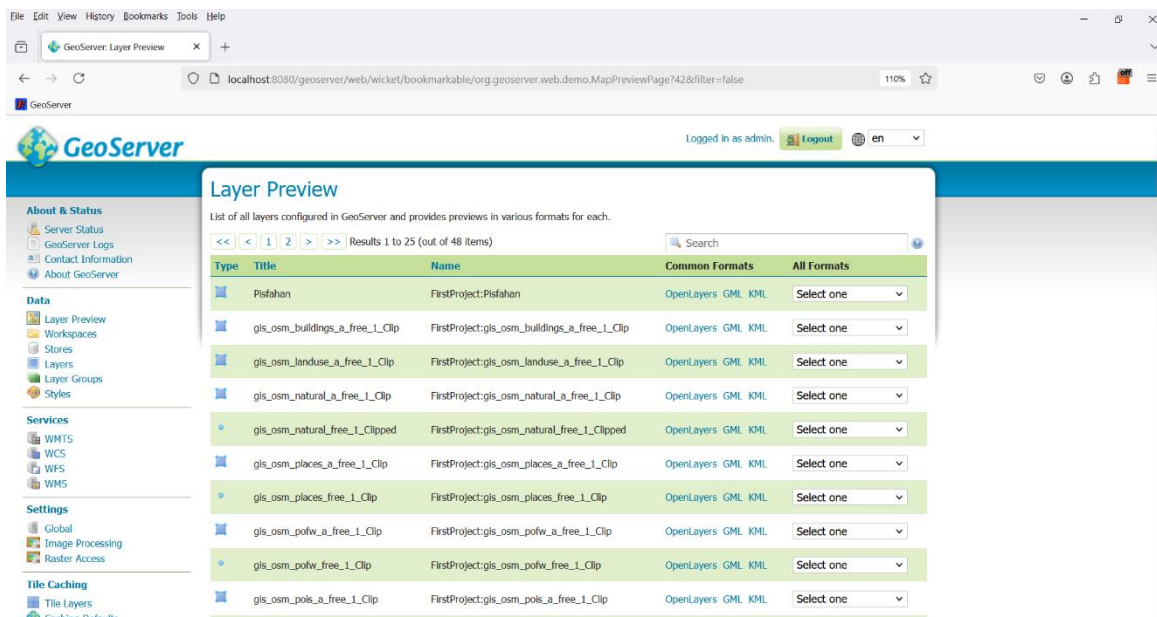 File Edit View History Bookmarks Tools Help
GeoServer: Layer Preview
localhost:8080/geoserver/web/wicket/bookmarkable/org.geoserver.web.demo.MapPreviewPage?42&filter=false 110% off
GeoServer
GeoServer
Logged in as admin. Logout en
Layer Preview
List of all layers configured in GeoServer and provides previews in various formats for each.
<< < 1 2 > >> Results 1 to 25 (out of 48 items) Search
Type Title Name Common Formats All Formats
Pisfahan FirstProject:Pisfahan OpenLayers GML KML Select one
gis_osm_buildings_a_free_1_Clip FirstProject:gis_osm_buildings_a_free_1_Clip OpenLayers GML KML Select one
gis_osm_landuse_a_free_1_Clip FirstProject:gis_osm_landuse_a_free_1_Clip OpenLayers GML KML Select one
gis_osm_natural_a_free_1_Clip FirstProject:gis_osm_natural_a_free_1_Clip OpenLayers GML KML Select one
gis_osm_natural_free_1_Clipped FirstProject:gis_osm_natural_free_1_Clipped OpenLayers GML KML Select one
gis_osm_places_a_free_1_Clip FirstProject:gis_osm_places_a_free_1_Clip OpenLayers GML KML Select one
gis_osm_places_free_1_Clip FirstProject:gis_osm_places_free_1_Clip OpenLayers GML KML Select one
gis_osm_pofw_a_free_1_Clip FirstProject:gis_osm_pofw_a_free_1_Clip OpenLayers GML KML Select one
gis_osm_pofw_free_1_Clip FirstProject:gis_osm_pofw_free_1_Clip OpenLayers GML KML Select one
gis_osm_pois_a_free_1_Clip FirstProject:gis_osm_pois_a_free_1_Clip OpenLayers GML KML Select one
About & Status
Server Status
GeoServer Logs
Contact Information
About GeoServer
Data
Layer Preview
Workspaces
Stores
Layers
Layer Groups
Styles
Services
WMTS
WCS
WFS
WMS
Settings
Global
Image Processing
Raster Access
Tile Caching
Tile Layers